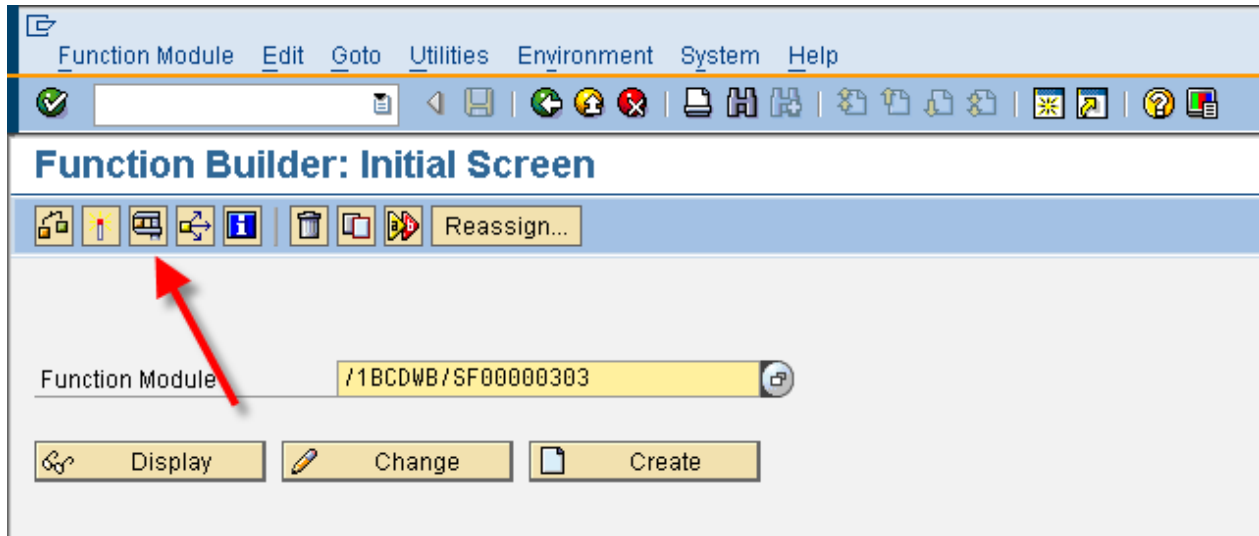 Function Module Edit Goto Utilities Environment System Help
Function Builder: Initial Screen
Reassign...
Function Module /1BCDWB/SF00000303
Display Change Create